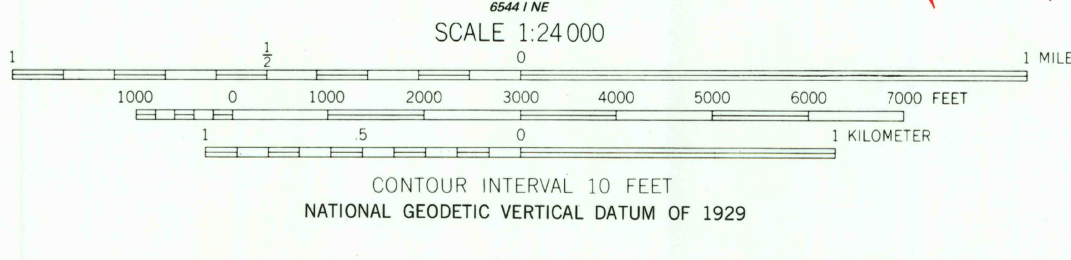 6544 I NE
SCALE 1:24 000
1 1/2 0 1 MILE
1000 0 1000 2000 3000 4000 5000 6000 7000 FEET
1 .5 0 1 KILOMETER
CONTOUR INTERVAL 10 FEET
NATIONAL GEODETIC VERTICAL DATUM OF 1929